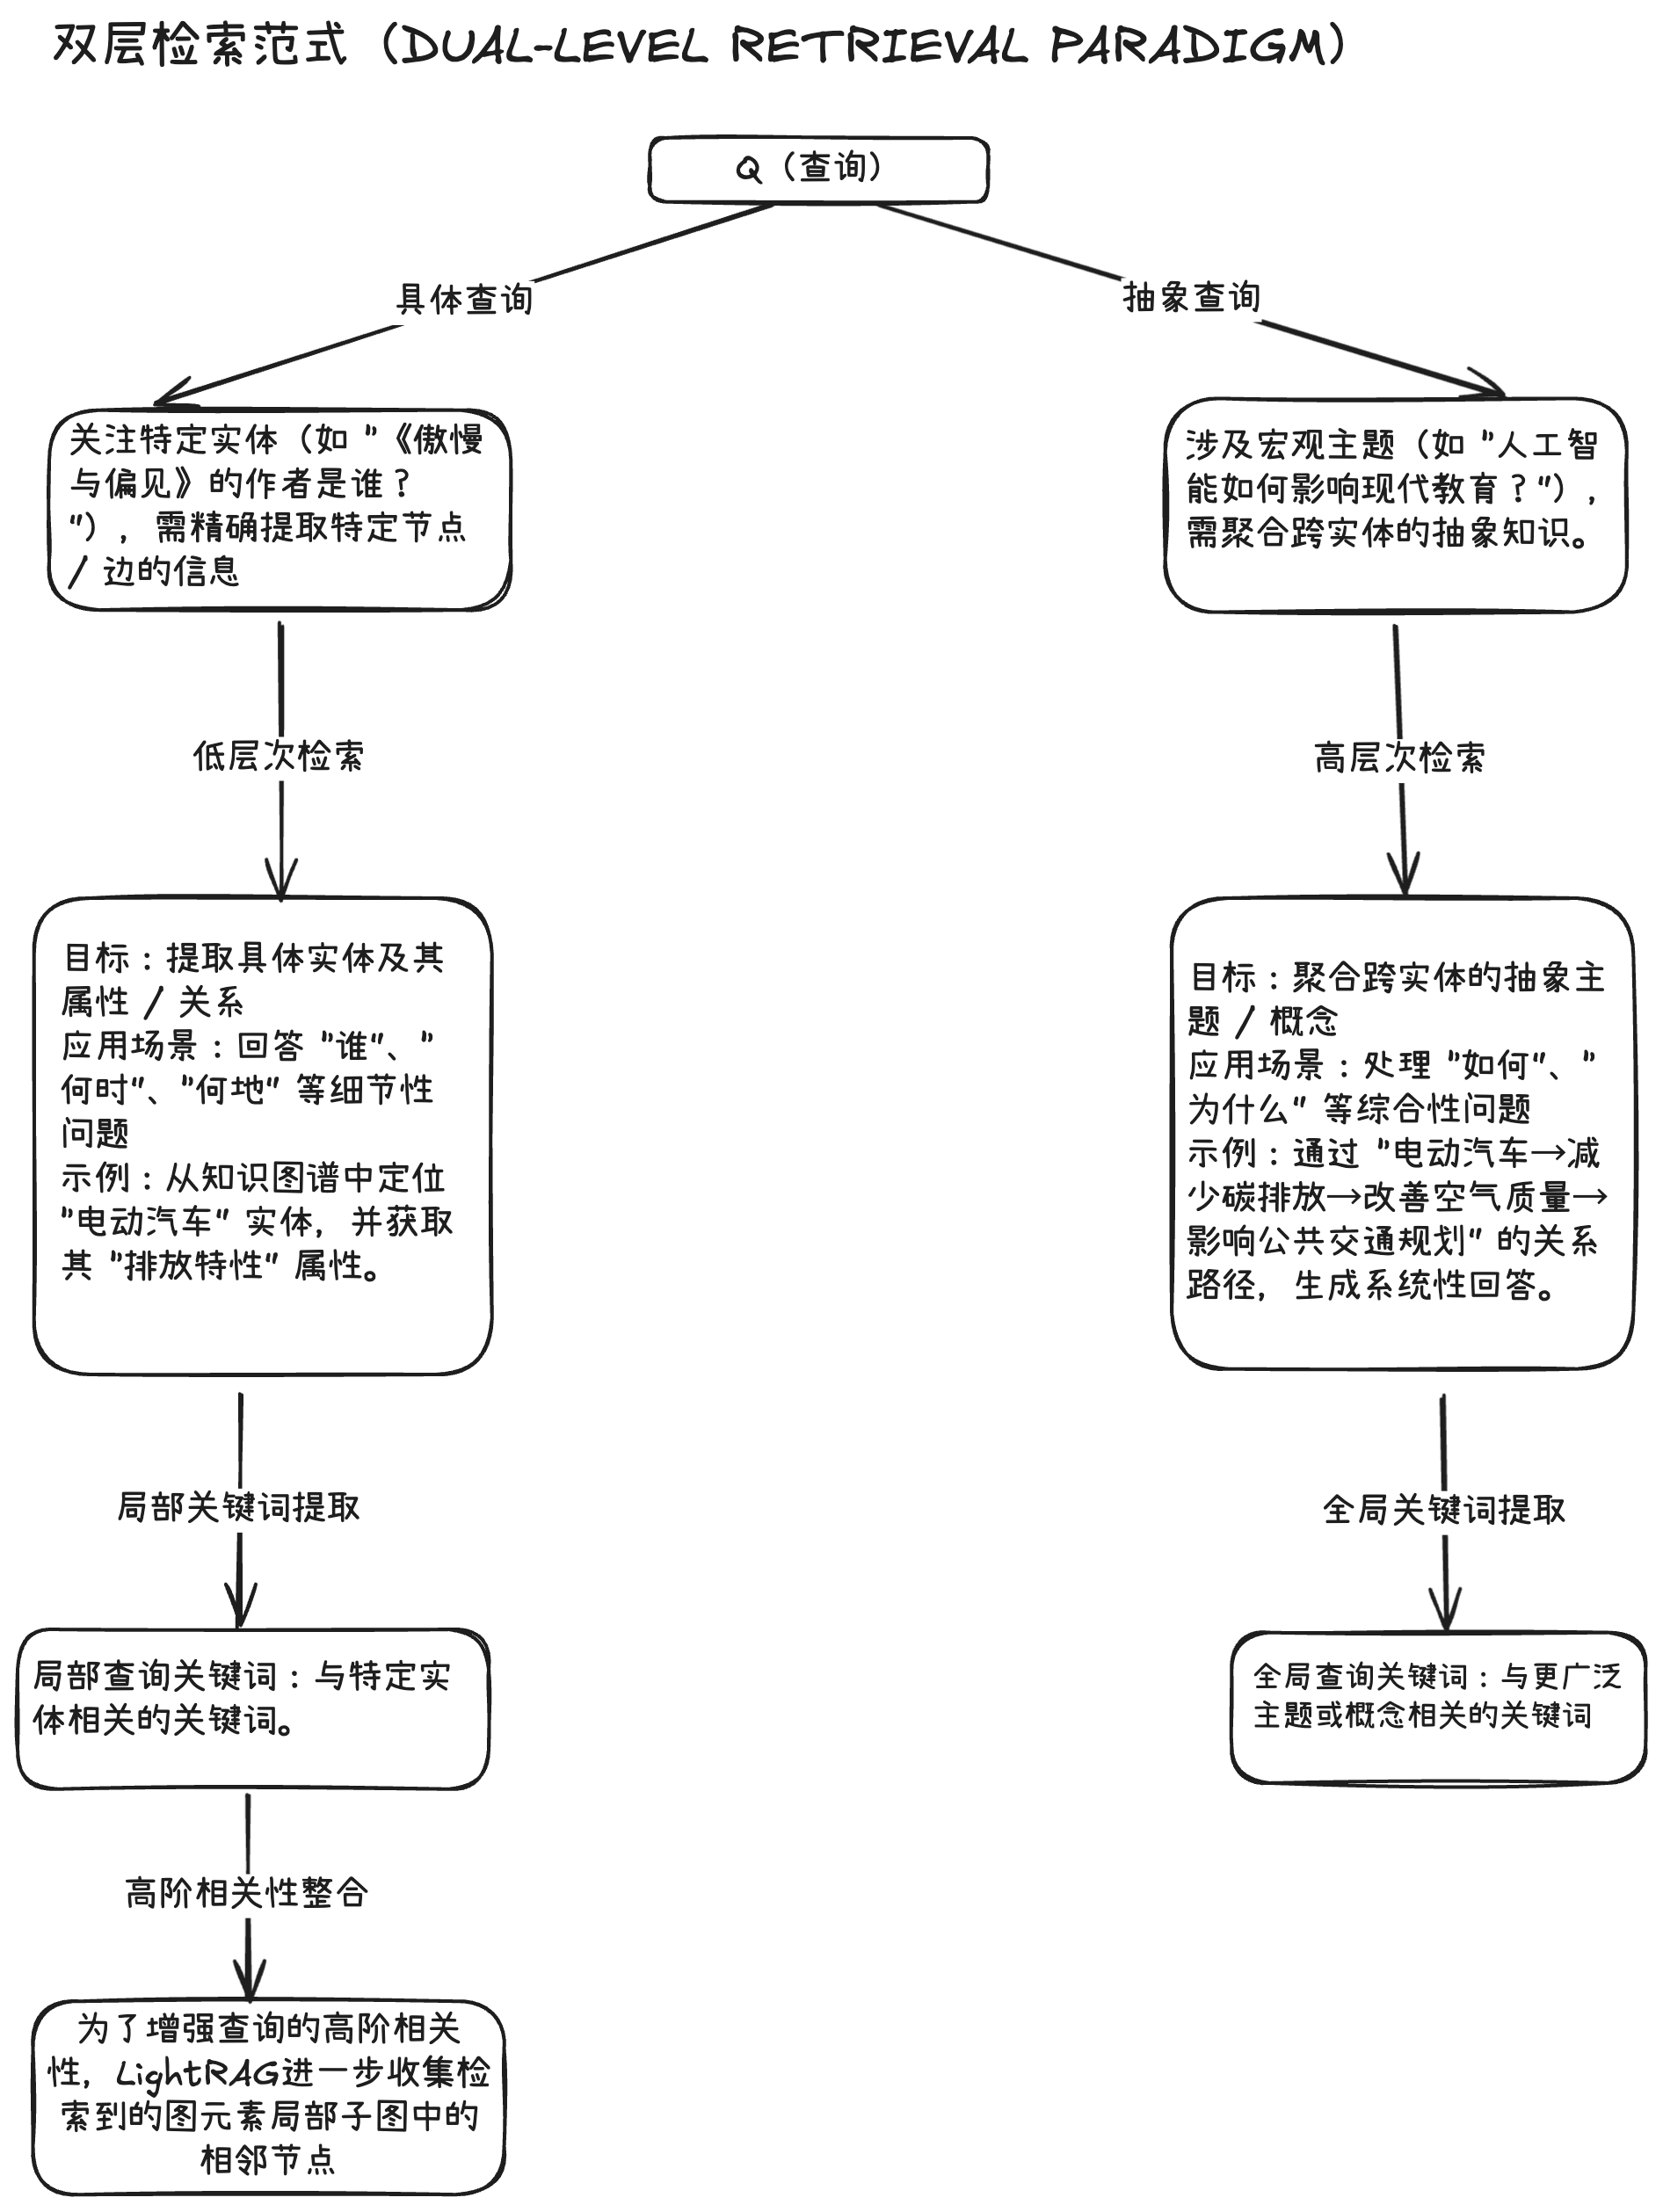 双层检索范式（DUAL-LEVEL RETRIEVAL PARADIGM）
Q（查询）
具体查询
抽象查询
关注特定实体（如 "《傲慢
与偏见》的作者是谁？
"），需精确提取特定节点
/ 边的信息
涉及宏观主题（如 "人工智
能如何影响现代教育？"），
需聚合跨实体的抽象知识。
低层次检索
高层次检索
目标：提取具体实体及其
属性 / 关系
应用场景：回答 "谁"、"
何时"、"何地" 等细节性
问题
示例：从知识图谱中定位
"电动汽车" 实体，并获取
其 "排放特性" 属性。
目标：聚合跨实体的抽象主
题 / 概念
应用场景：处理 "如何"、"
为什么" 等综合性问题
示例：通过 "电动汽车→减
少碳排放→改善空气质量→
影响公共交通规划" 的关系
路径，生成系统性回答。
局部关键词提取
全局关键词提取
局部查询关键词：与特定实
体相关的关键词。
全局查询关键词：与更广泛
主题或概念相关的关键词
高阶相关性整合
为了增强查询的高阶相关
性，LightRAG进一步收集检
索到的图元素局部子图中的
相邻节点